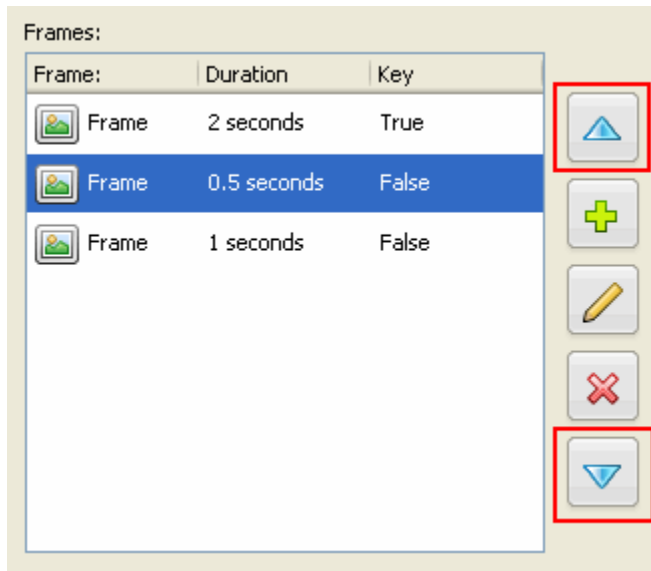 Frames:
Frame: Duration Key
Frame 2 seconds True
Frame 0.5 seconds False
Frame 1 seconds False